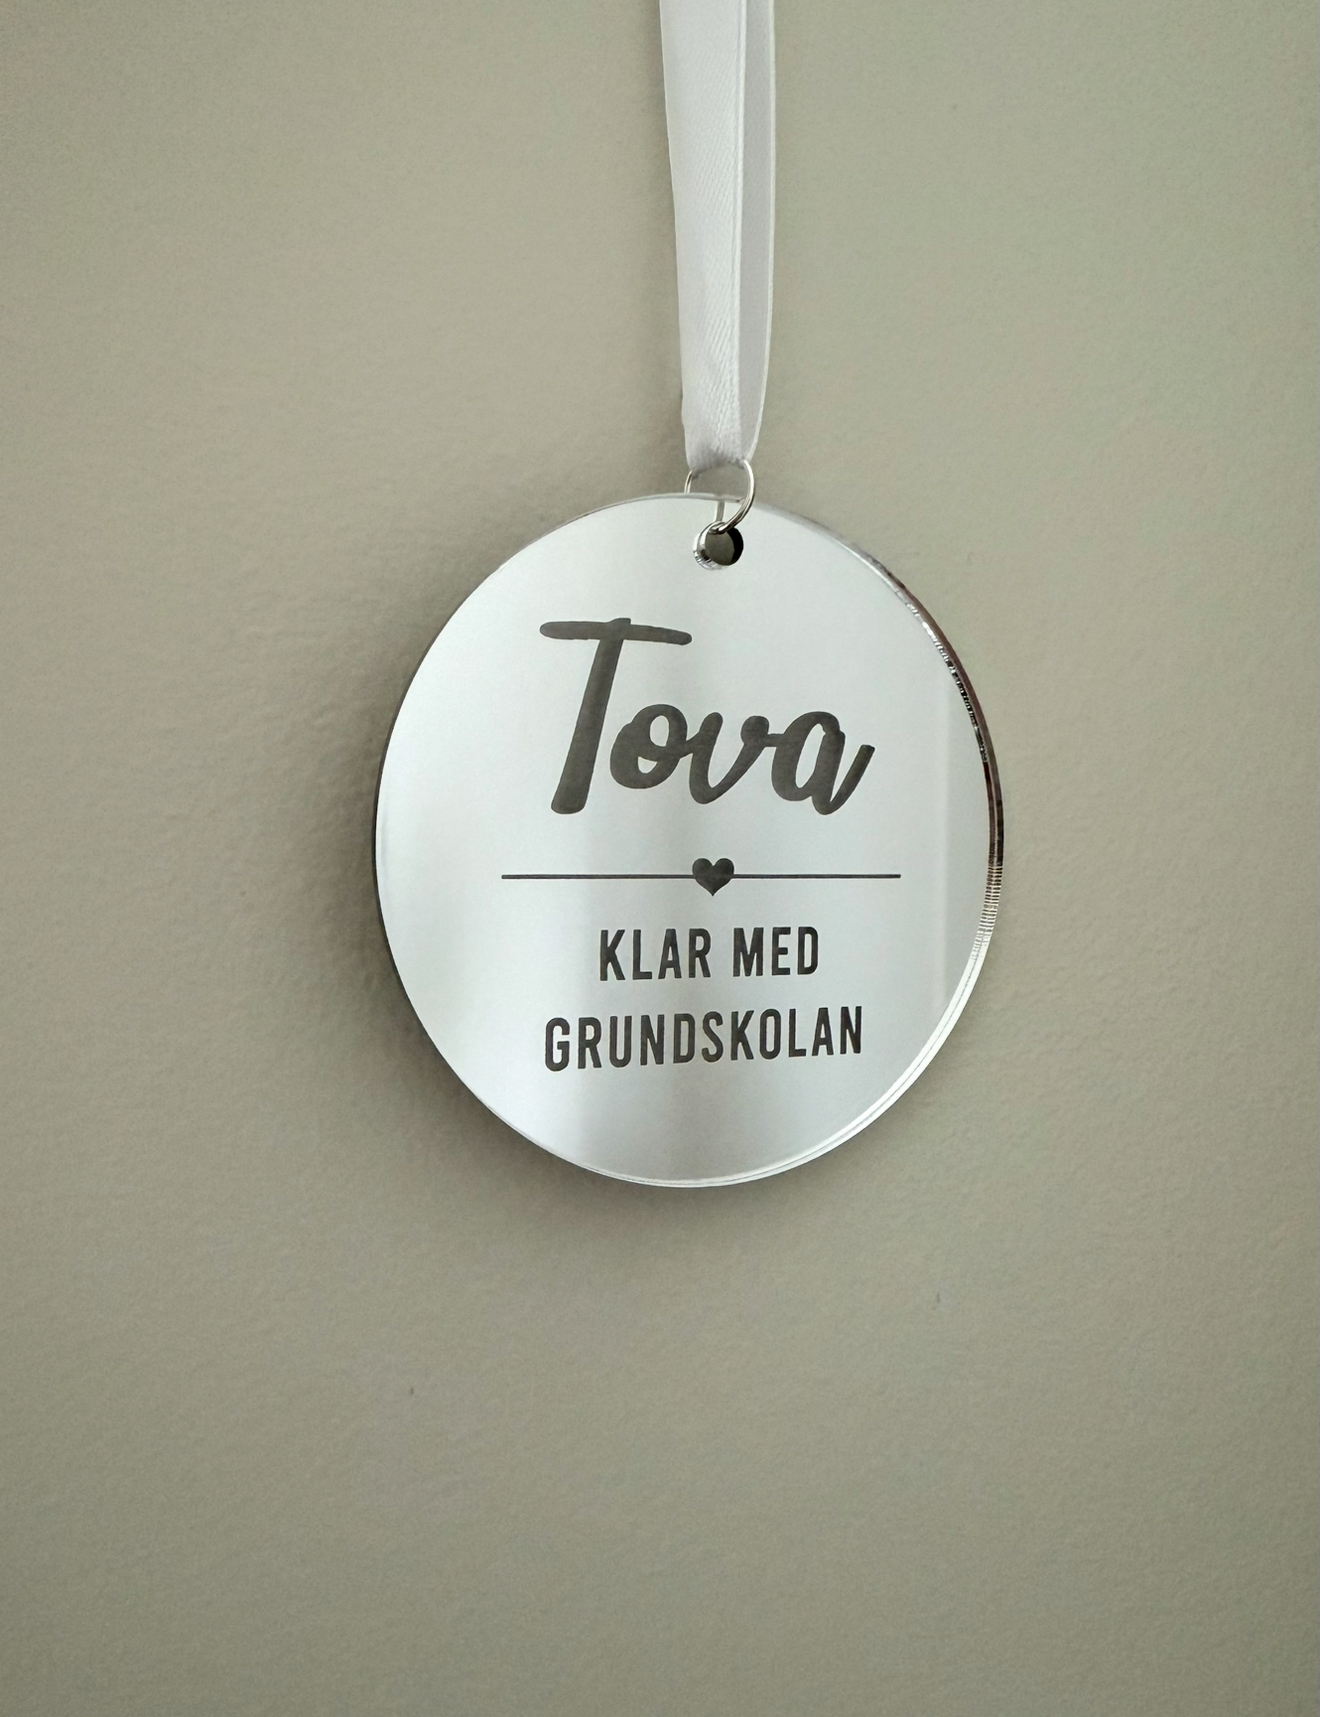 Tova
KLAR MED
GRUNDSKOLAN